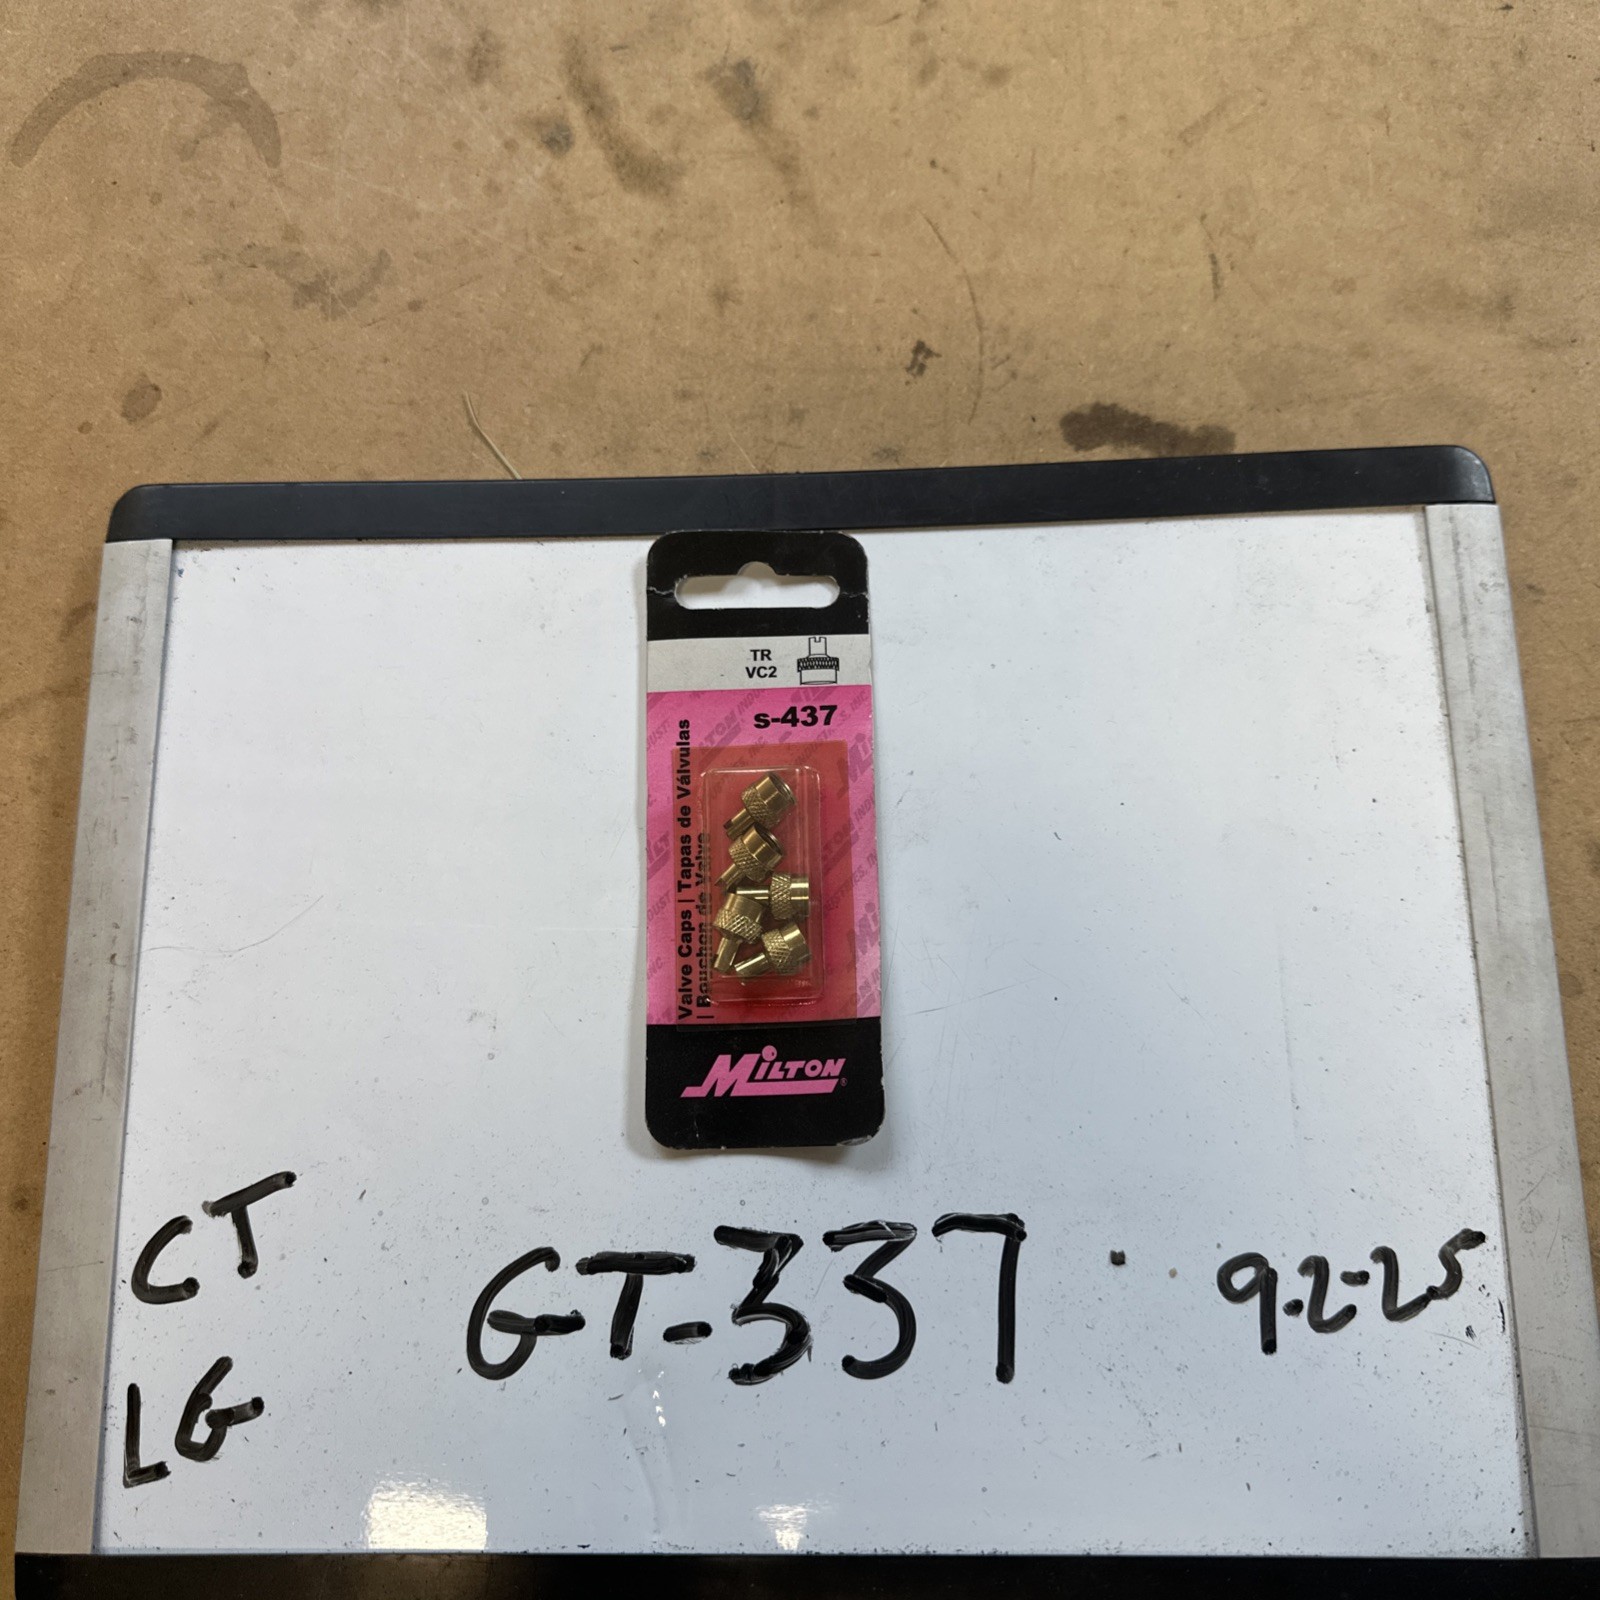 TR
VC2
s-437
Valve Caps | Tapas de Válvulas
| Bouchon de Valve
MILTON®
CT
LG
GT-337
9-2-25